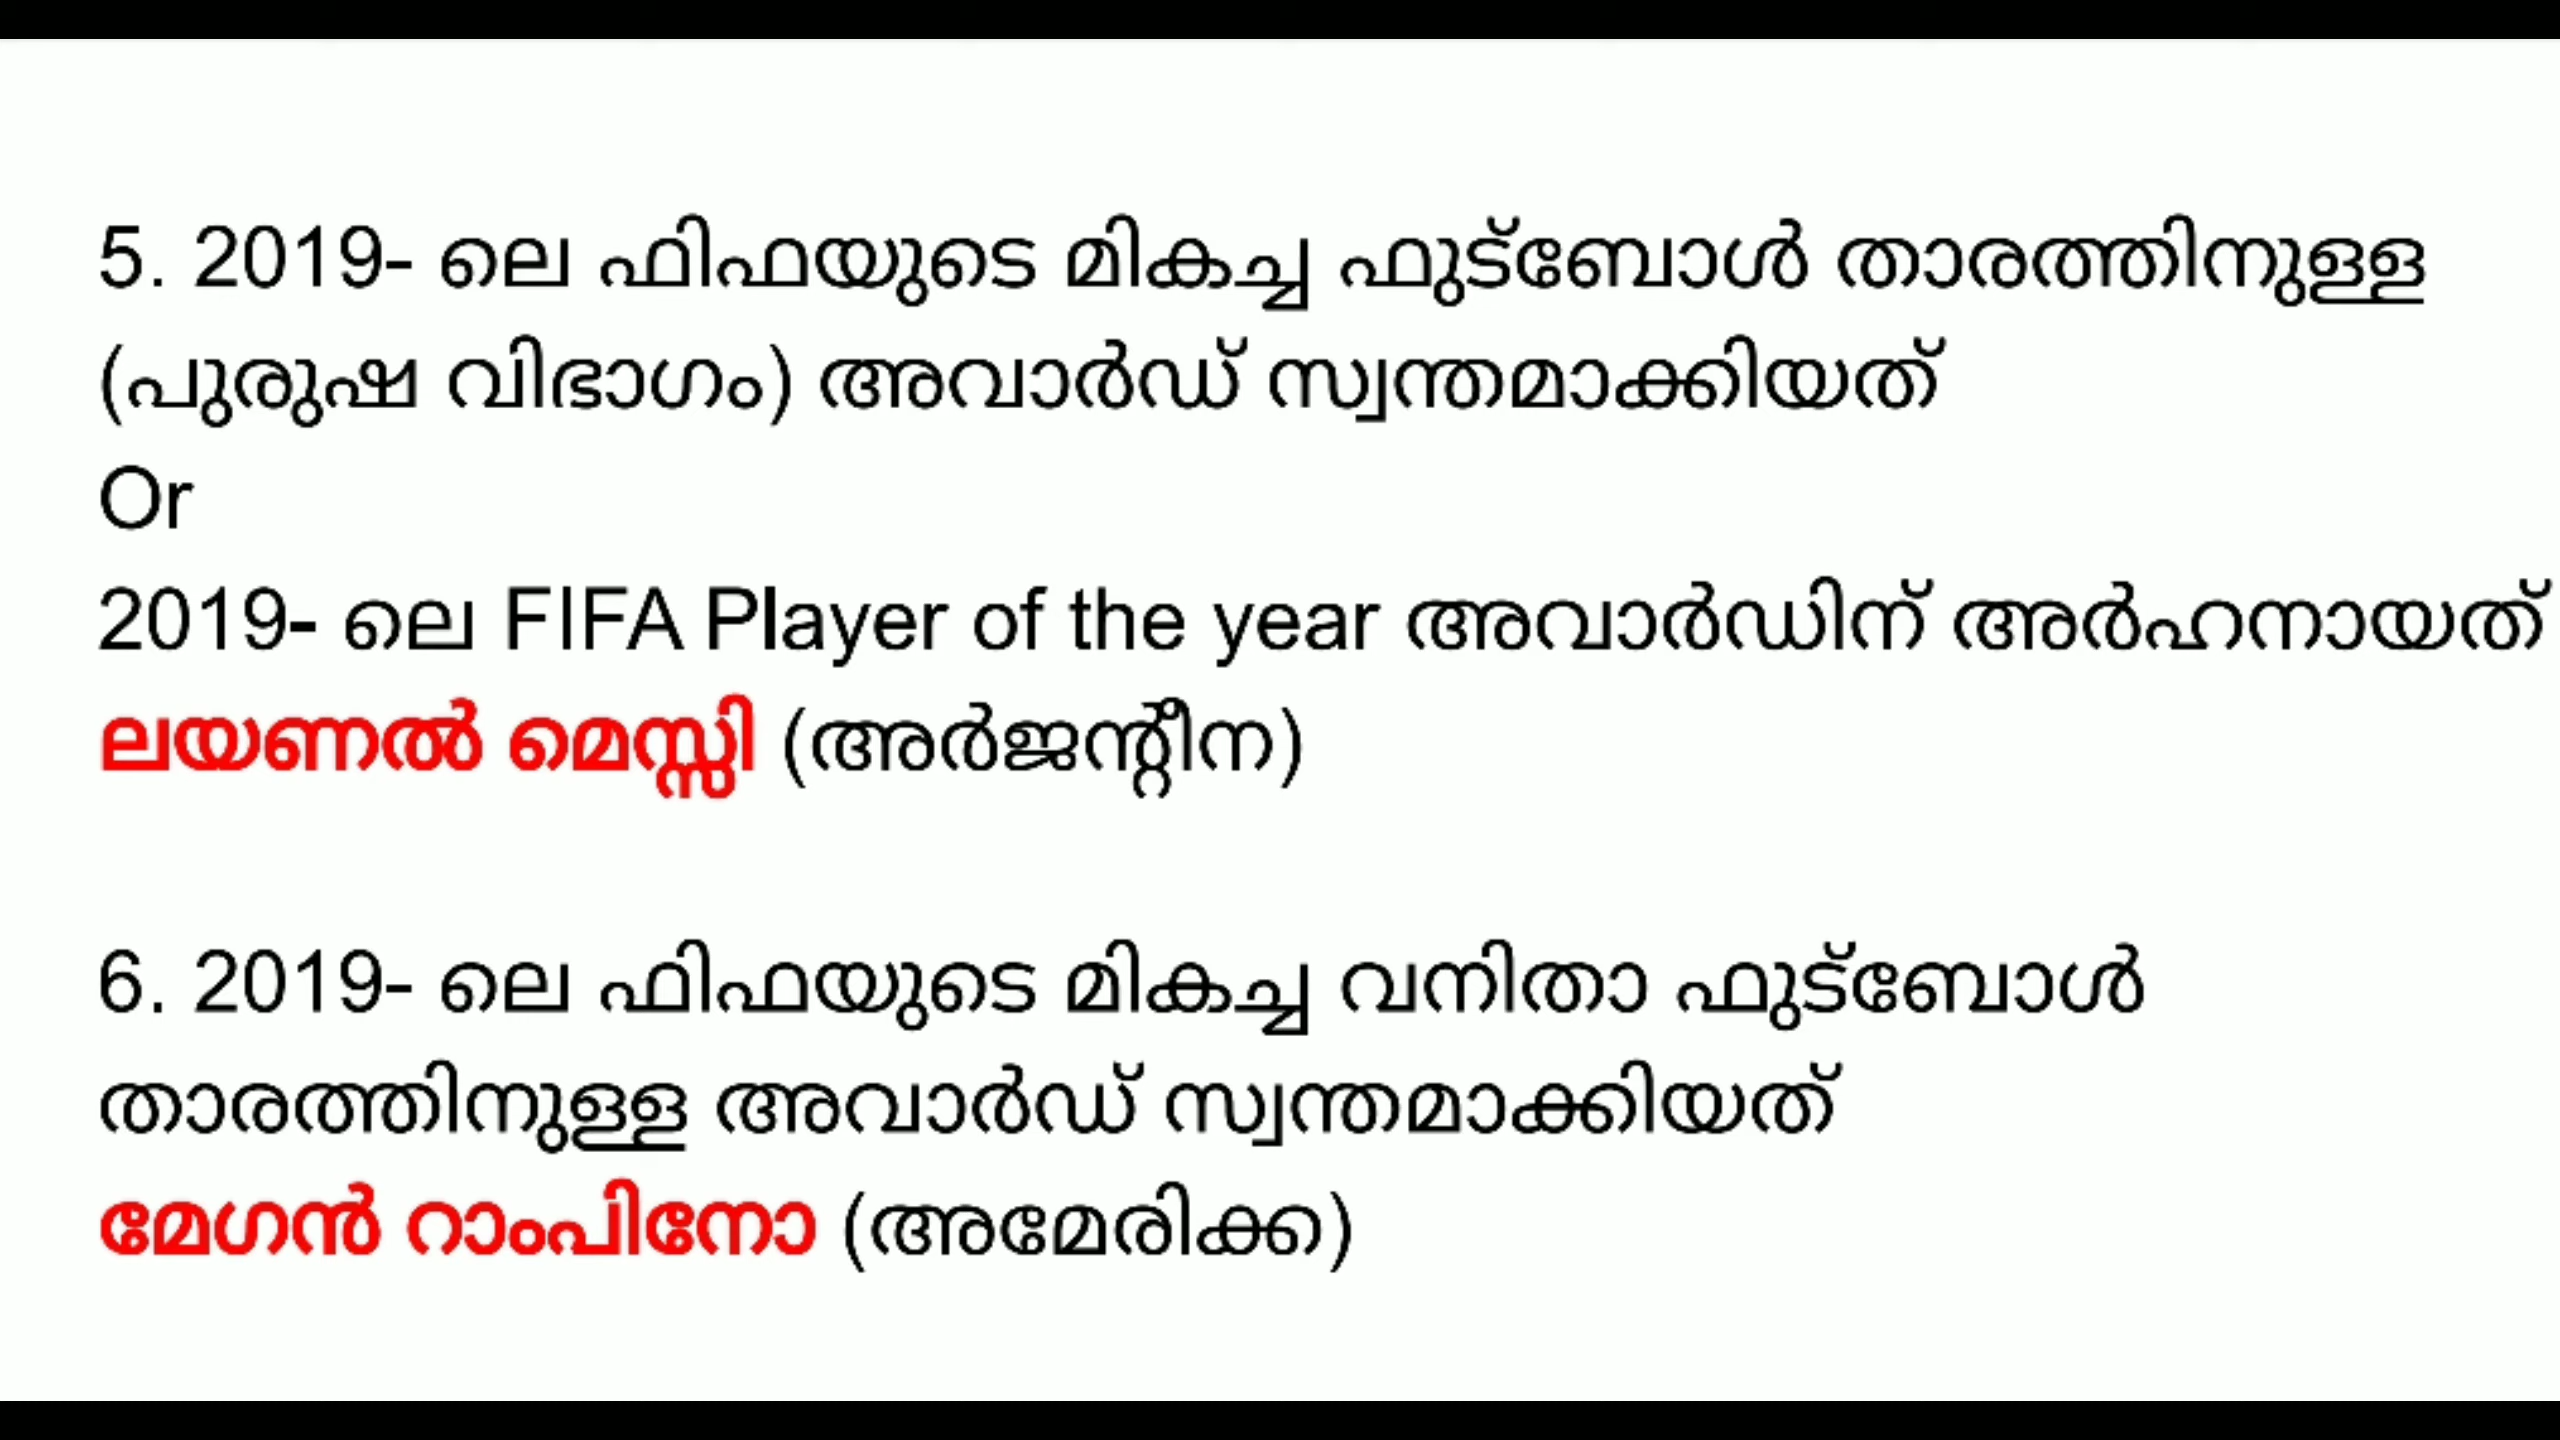 5. 2019- ലെ ഫിഫയുടെ മികച്ച ഫുട്ബോൾ താരത്തിനുള്ള
(പുരുഷ വിഭാഗം) അവാർഡ് സ്വന്തമാക്കിയത്
Or
2019- ലെ FIFA Player of the year അവാർഡിന് അർഹനായത്
ലയണൽ മെസ്സി (അർജന്റീന)
6. 2019- ലെ ഫിഫയുടെ മികച്ച വനിതാ ഫുട്ബോൾ
താരത്തിനുള്ള അവാർഡ് സ്വന്തമാക്കിയത്
മേഗൻ റാംപിനോ (അമേരിക്ക)